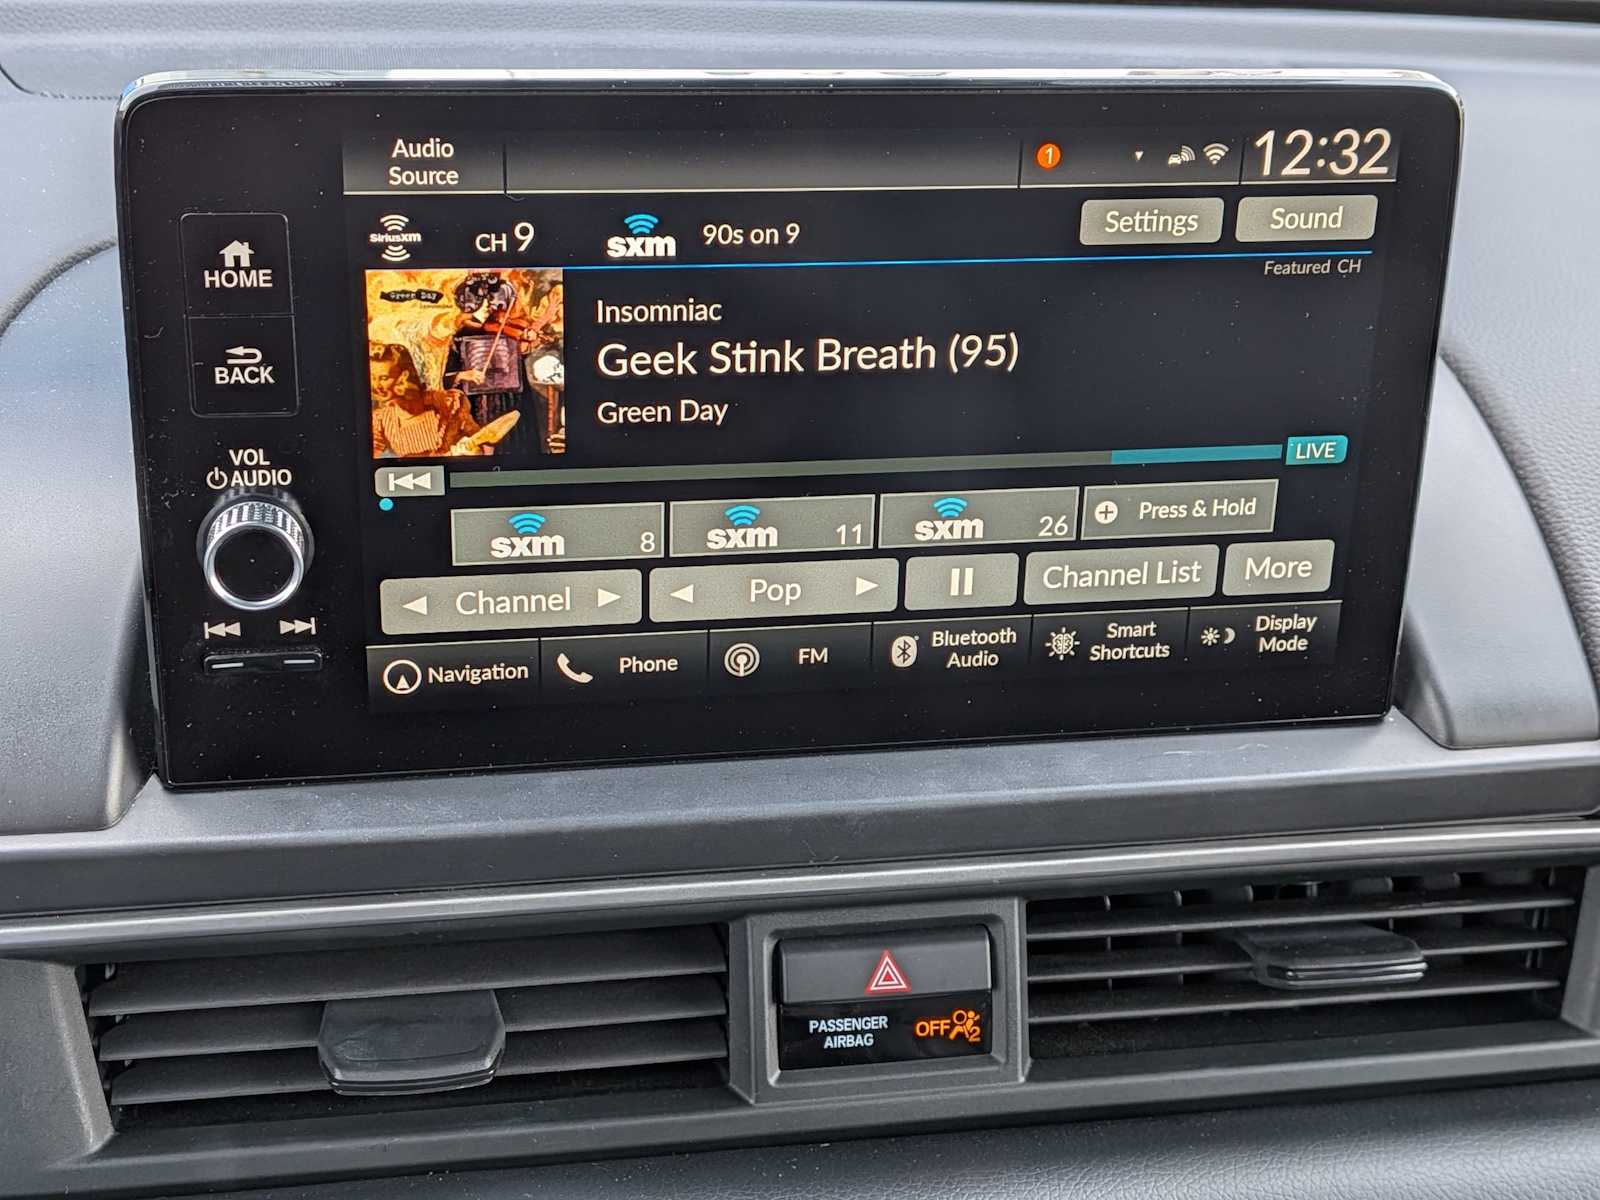 Audio
Source
1
12:32
HOME
BACK
VOL
AUDIO
SiriusXM
CH 9
sxm
90s on 9
Settings
Sound
Featured CH
Green Day
Insomniac
Geek Stink Breath (95)
Green Day
LIVE
sxm 8
sxm 11
sxm 26
Press & Hold
Channel
Pop
Channel List
More
Navigation
Phone
FM
Bluetooth
Audio
Smart
Shortcuts
Display
Mode
PASSENGER
AIRBAG
OFF
2